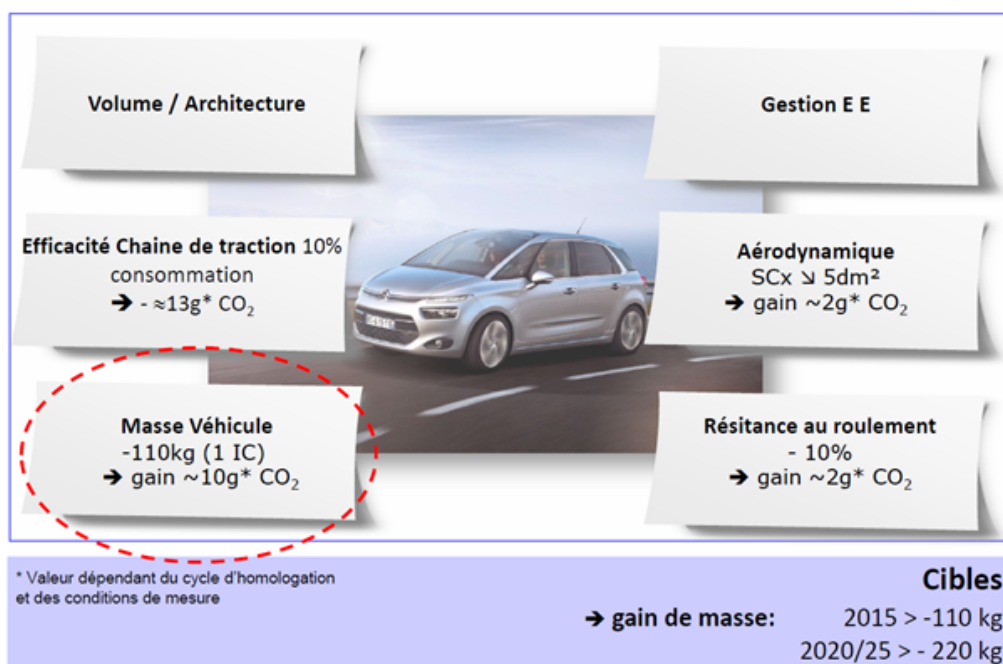 Volume / Architecture
Gestion E E
Efficacité Chaine de traction 10%
consommation
➔ - ≈13g* CO₂
Aérodynamique
SCx ↘ 5dm²
➔ gain ~2g* CO₂
Masse Véhicule
-110kg (1 IC)
➔ gain ~10g* CO₂
Résitance au roulement
- 10%
➔ gain ~2g* CO₂
* Valeur dépendant du cycle d'homologation
et des conditions de mesure
Cibles
➔ gain de masse: 2015 > -110 kg
2020/25 > - 220 kg